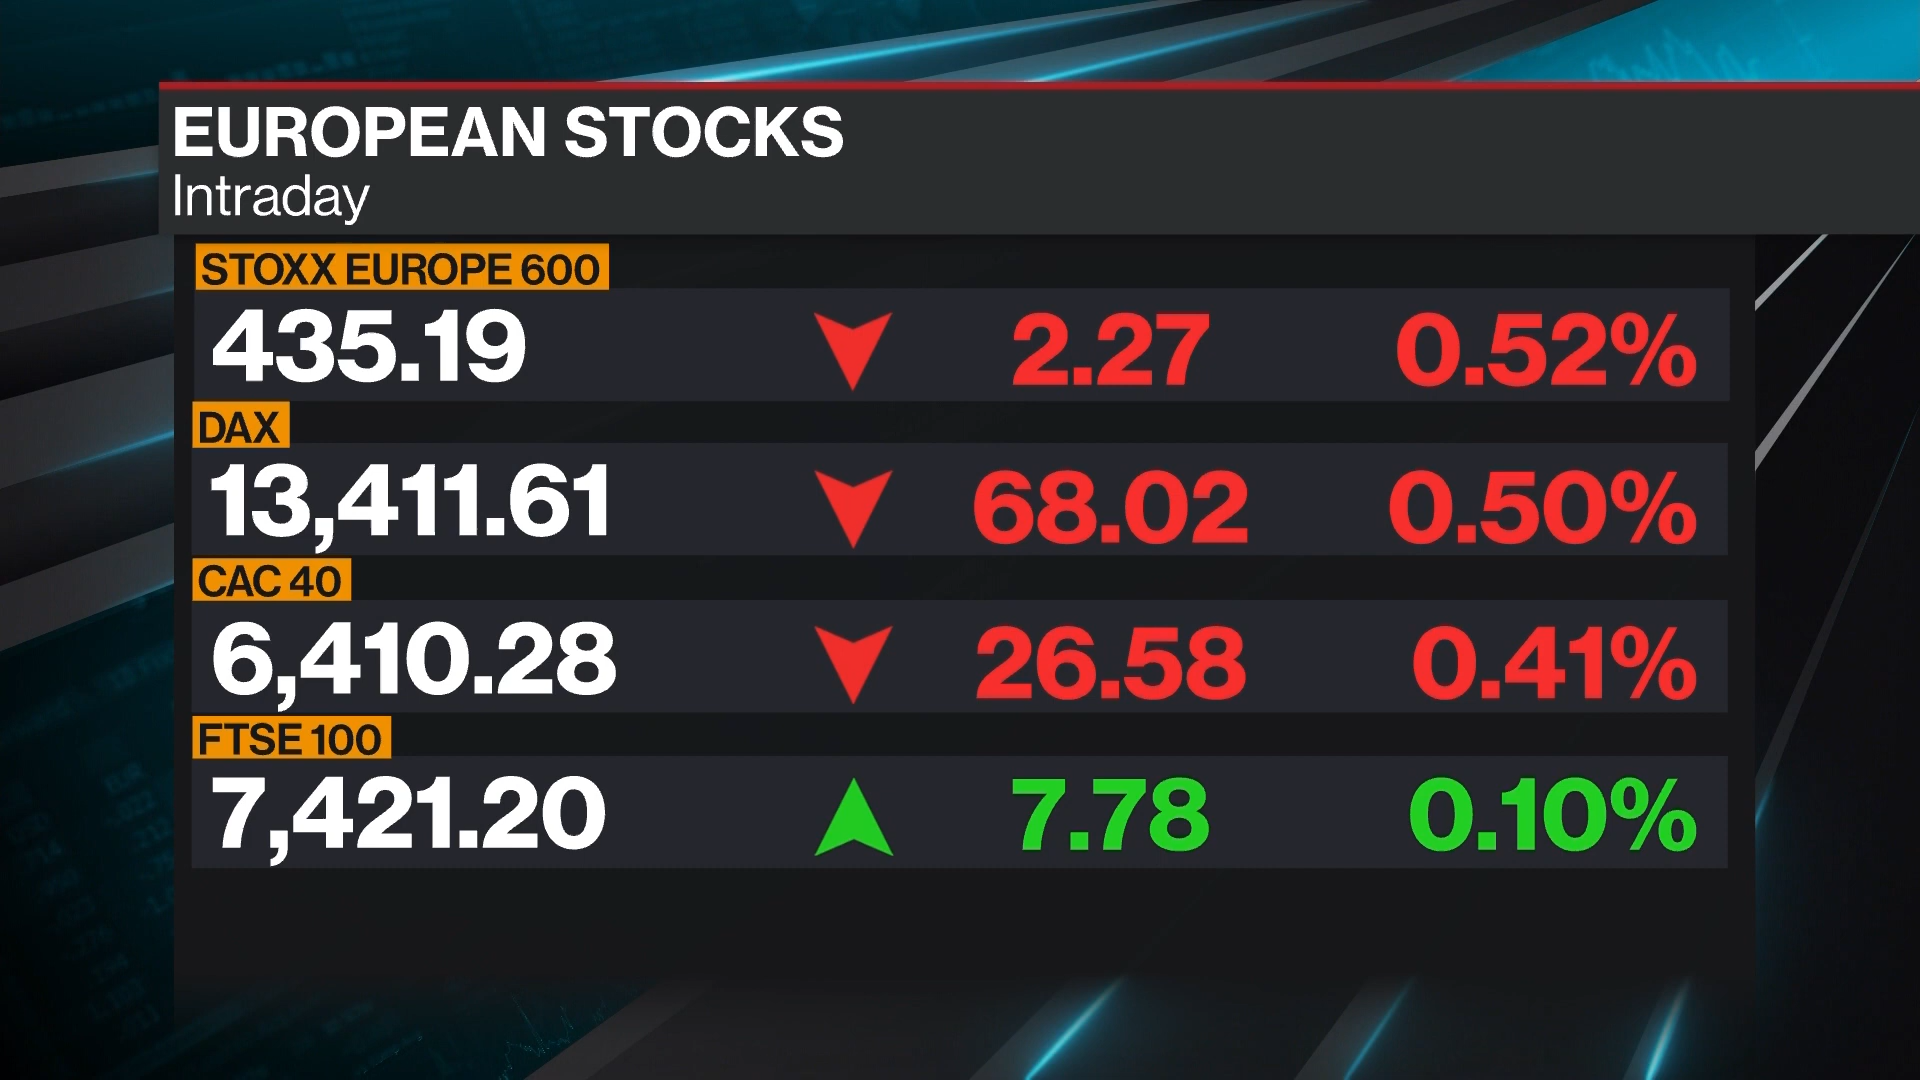 EUROPEAN STOCKS
Intraday
STOXX EUROPE 600
435.19 2.27 0.52%
DAX
13,411.61 68.02 0.50%
CAC 40
6,410.28 26.58 0.41%
FTSE 100
7,421.20 7.78 0.10%